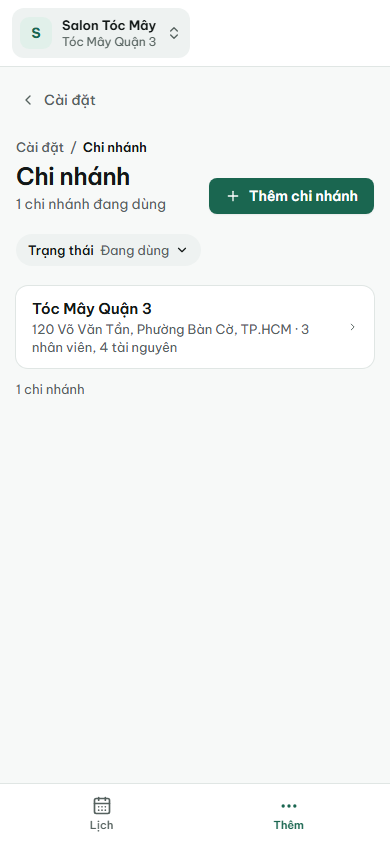 S
Salon Tóc Mây
Tóc Mây Quận 3
Cài đặt
Cài đặt / Chi nhánh
Chi nhánh
1 chi nhánh đang dùng
Thêm chi nhánh
Trạng thái Đang dùng
Tóc Mây Quận 3
120 Võ Văn Tần, Phường Bàn Cờ, TP.HCM · 3
nhân viên, 4 tài nguyên
1 chi nhánh
Lịch
Thêm